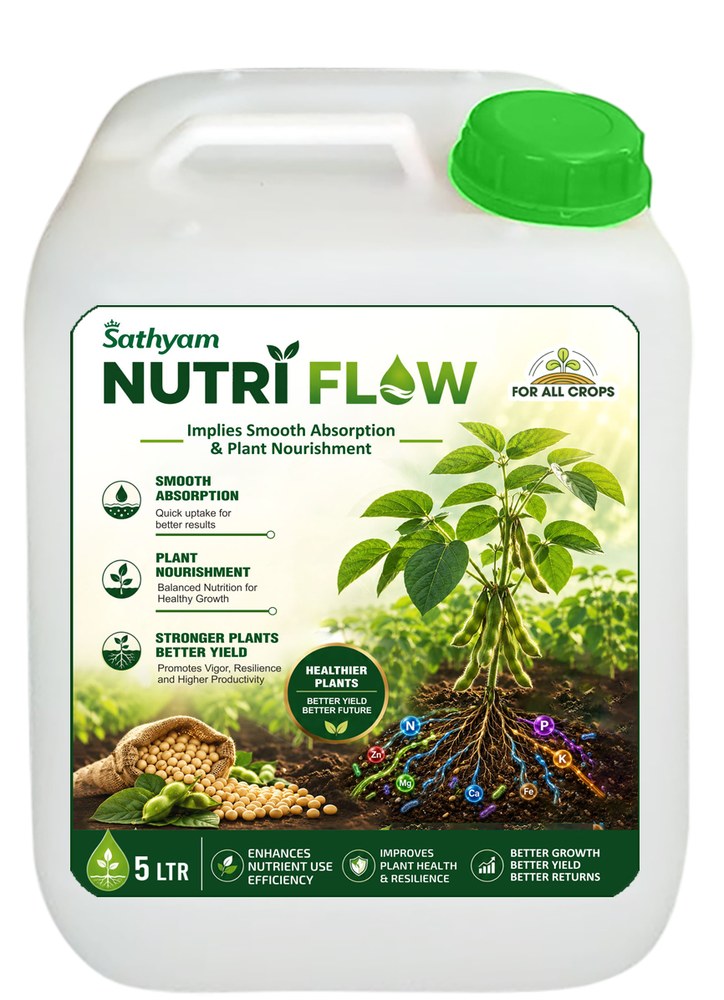 Sathyam
NUTRI FLOW
FOR ALL CROPS
Implies Smooth Absorption
& Plant Nourishment
SMOOTH
ABSORPTION
Quick uptake for
better results
PLANT
NOURISHMENT
Balanced Nutrition for
Healthy Growth
STRONGER PLANTS
BETTER YIELD
Promotes Vigor, Resilience
and Higher Productivity
HEALTHIER
PLANTS
BETTER YIELD
BETTER FUTURE
N
P
Zn
K
Mg
Ca
Fe
5 LTR
ENHANCES
NUTRIENT USE
EFFICIENCY
IMPROVES
PLANT HEALTH
& RESILIENCE
BETTER GROWTH
BETTER YIELD
BETTER RETURNS